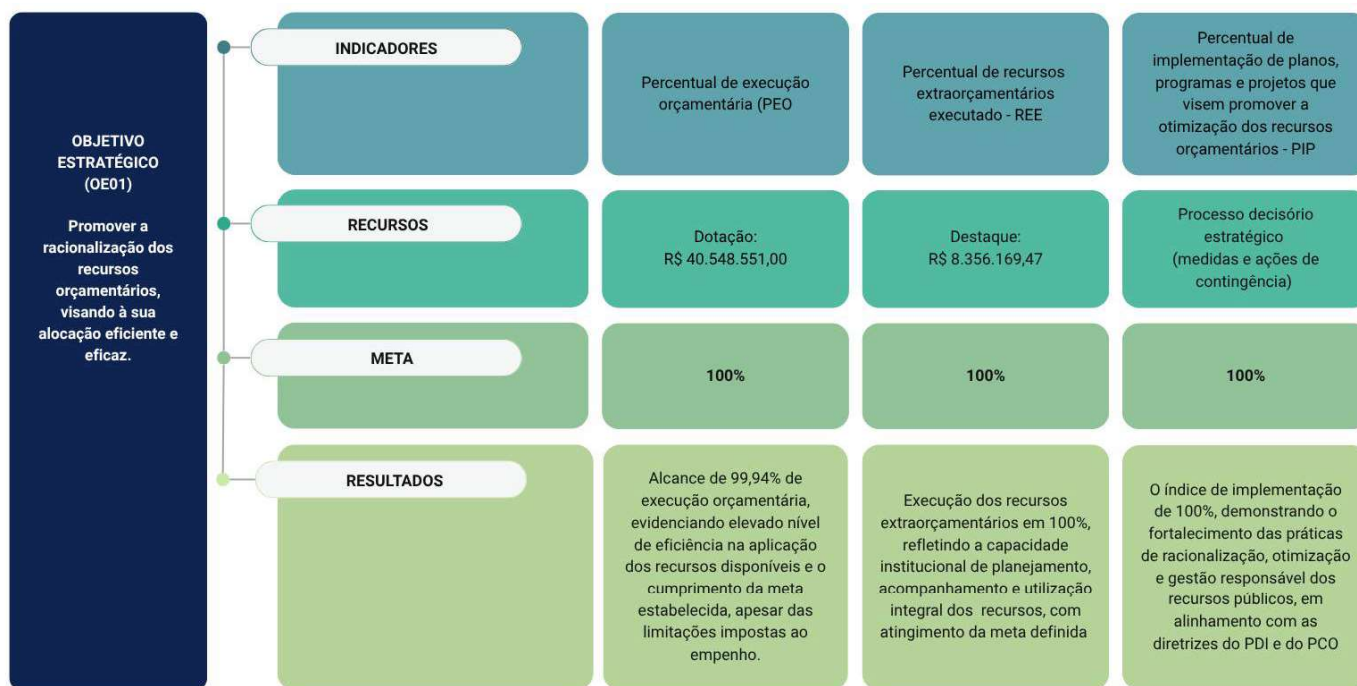 OBJETIVO
ESTRATÉGICO
(OE01)
Promover a
racionalização dos
recursos
orçamentários,
visando à sua
alocação eficiente e
eficaz.
INDICADORES
Percentual de execução
orçamentária (PEO
Percentual de recursos
extraorçamentários
executado - REE
Percentual de
implementação de planos,
programas e projetos que
visem promover a
otimização dos recursos
orçamentários - PIP
RECURSOS
Dotação:
R$ 40.548.551,00
Destaque:
R$ 8.356.169,47
Processo decisório
estratégico
(medidas e ações de
contingência)
META
100%
100%
100%
RESULTADOS
Alcance de 99,94% de
execução orçamentária,
evidenciando elevado nível
de eficiência na aplicação
dos recursos disponíveis e o
cumprimento da meta
estabelecida, apesar das
limitações impostas ao
empenho.
Execução dos recursos
extraorçamentários em 100%,
refletindo a capacidade
institucional de planejamento,
acompanhamento e utilização
integral dos recursos, com
atingimento da meta definida
O índice de implementação
de 100%, demonstrando o
fortalecimento das práticas
de racionalização, otimização
e gestão responsável dos
recursos públicos, em
alinhamento com as
diretrizes do PDI e do PCO